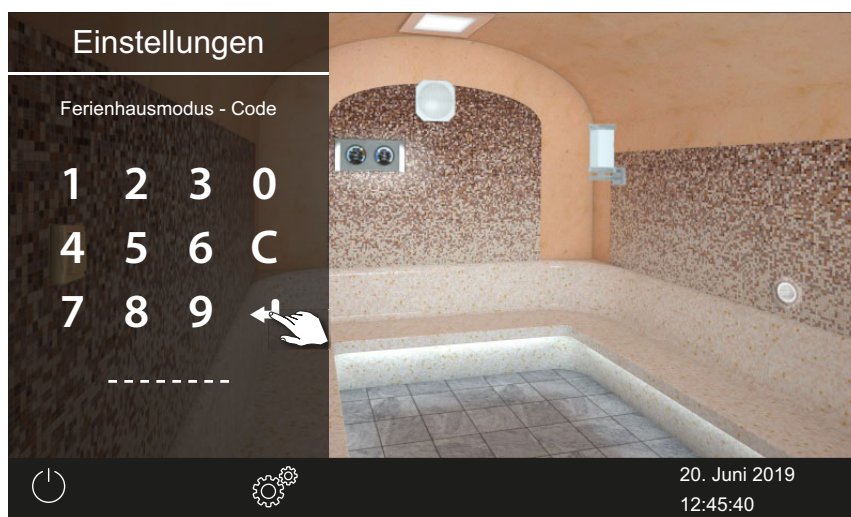 Einstellungen
Ferienhausmodus - Code
1 2 3 0
4 5 6 C
7 8 9
--------
20. Juni 2019
12:45:40